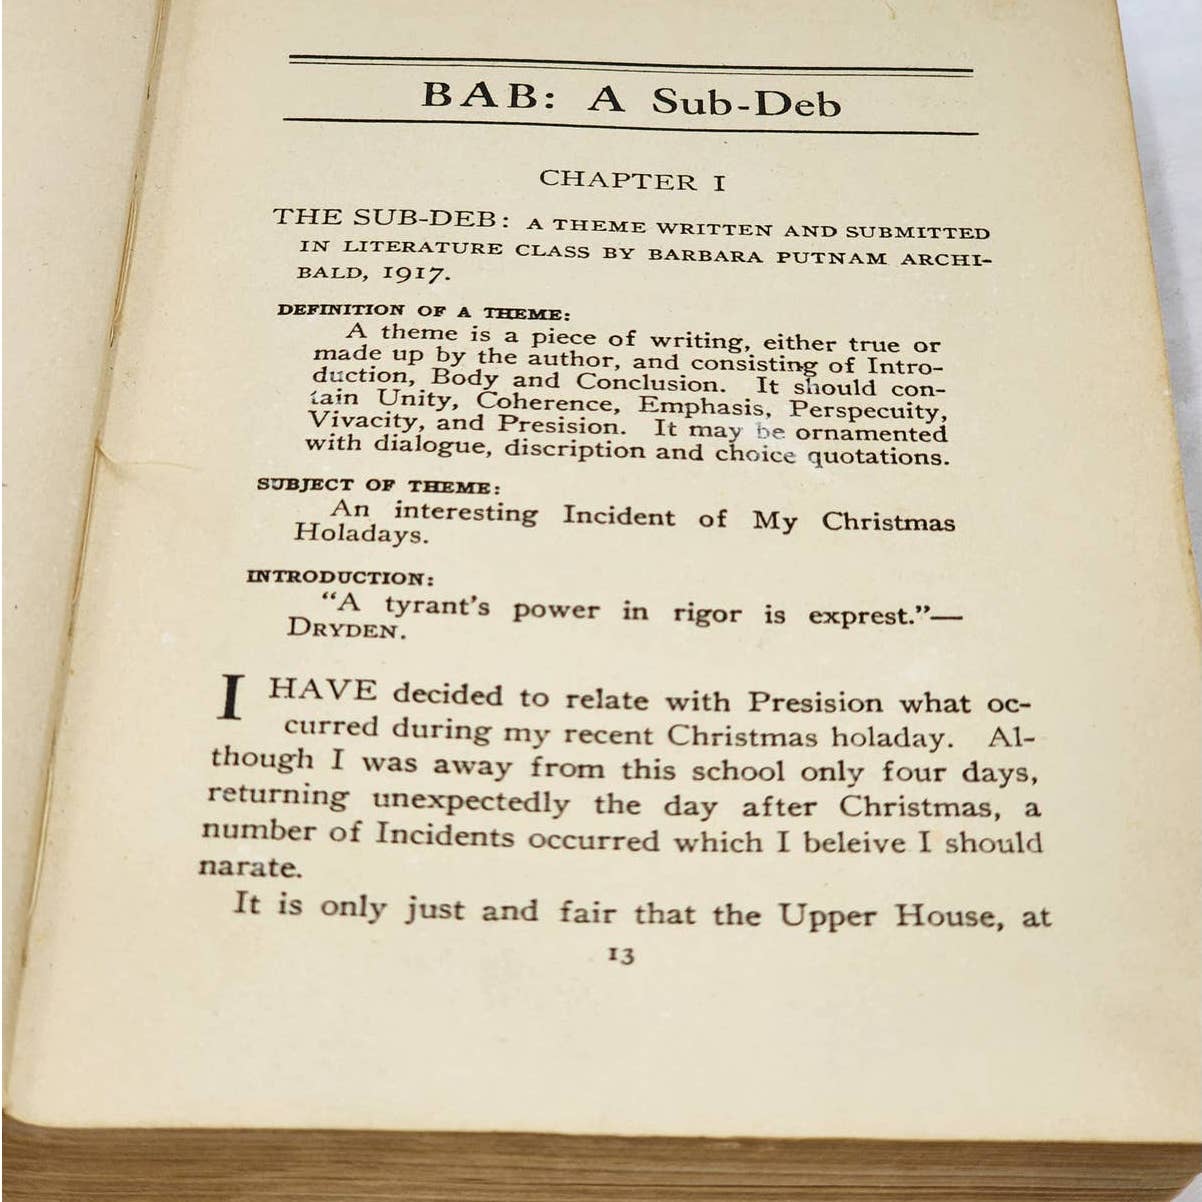 BAB: A Sub-Deb
CHAPTER I
THE SUB-DEB: A THEME WRITTEN AND SUBMITTED
IN LITERATURE CLASS BY BARBARA PUTNAM ARCHI-
BALD, 1917.
DEFINITION OF A THEME:
A theme is a piece of writing, either true or
made up by the author, and consisting of Intro-
duction, Body and Conclusion. It should con-
tain Unity, Coherence, Emphasis, Perspecuity,
Vivacity, and Presision. It may be ornamented
with dialogue, discription and choice quotations.
SUBJECT OF THEME:
An interesting Incident of My Christmas
Holadays.
INTRODUCTION:
“A tyrant's power in rigor is exprest.”—
DRYDEN.
I HAVE decided to relate with Presision what oc-
curred during my recent Christmas holaday. Al-
though I was away from this school only four days,
returning unexpectedly the day after Christmas, a
number of Incidents occurred which I beleive I should
narate.
It is only just and fair that the Upper House, at
13